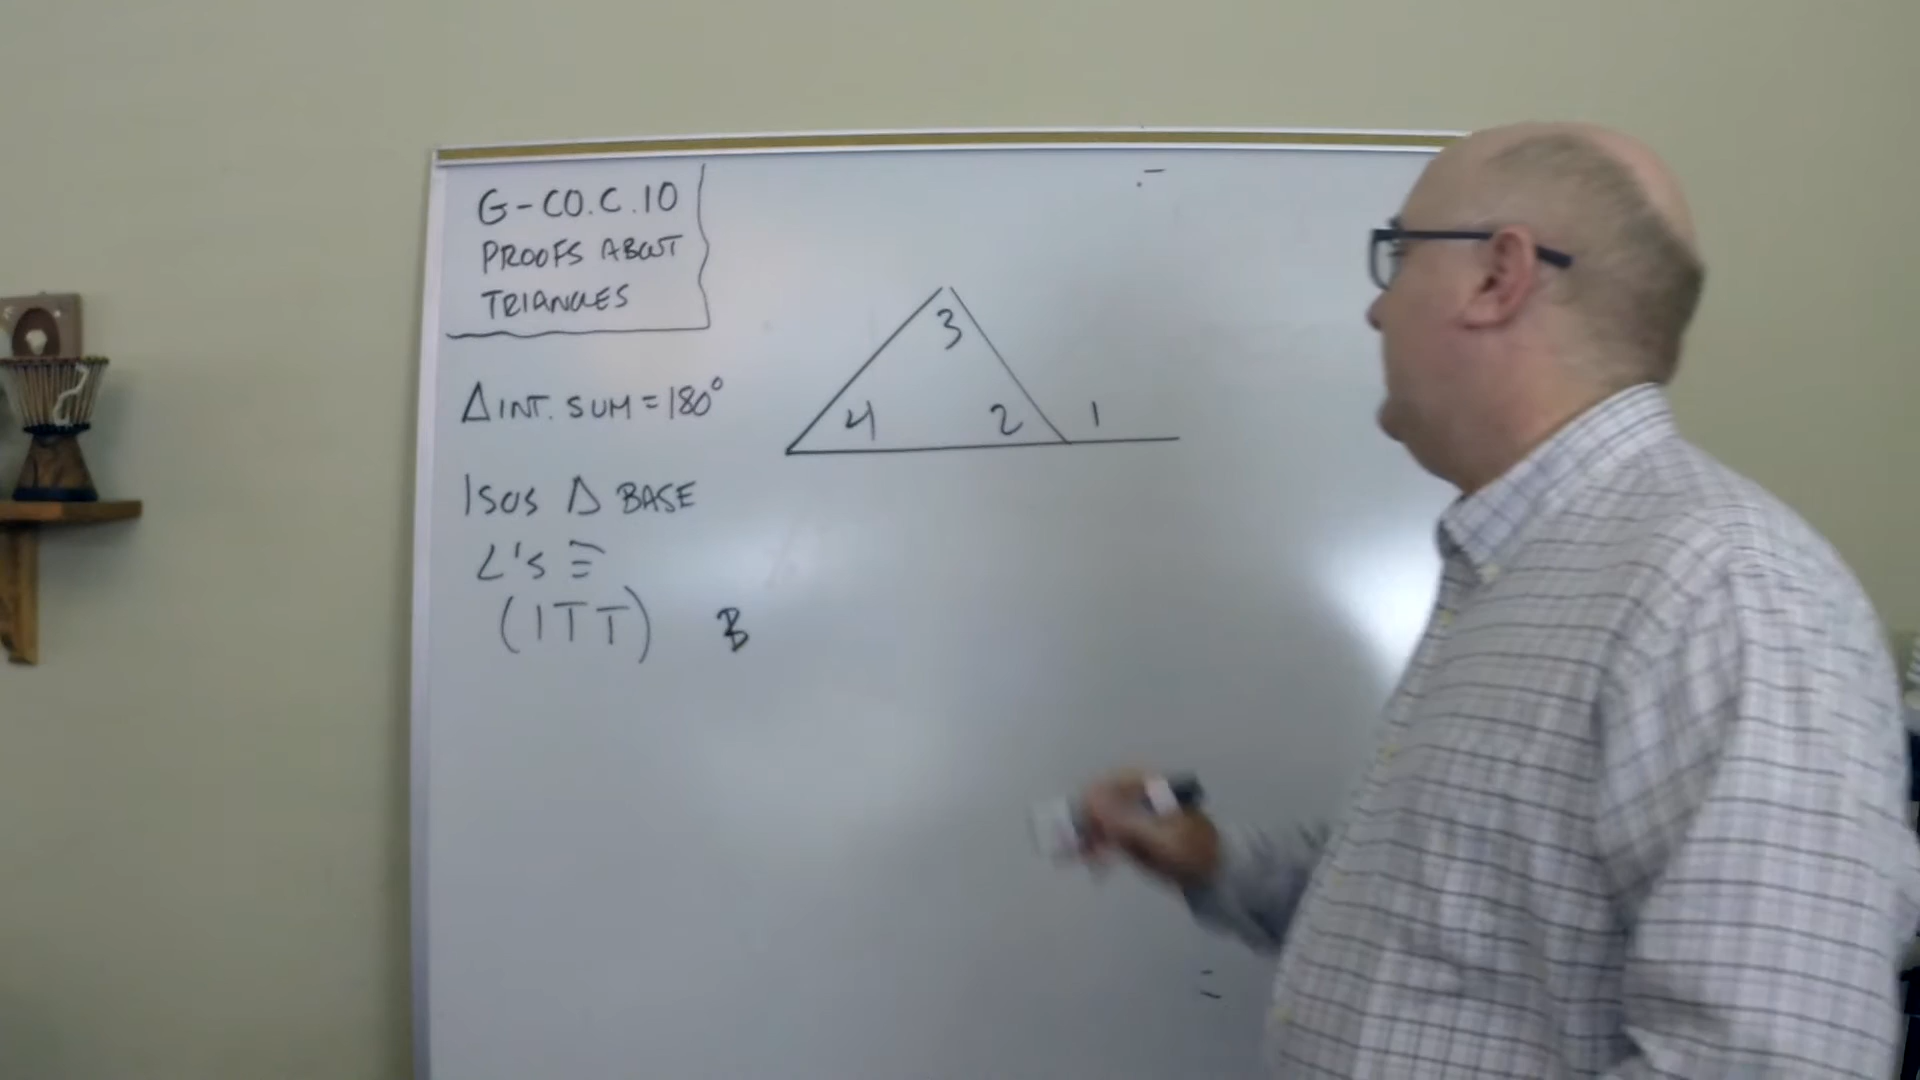 G-CO.C.10
PROOFS ABOUT
TRIANGLES
Δ INT. SUM = 180°
ISOS Δ BASE
∠'S ≅
(ITT) B
3
4 2 1